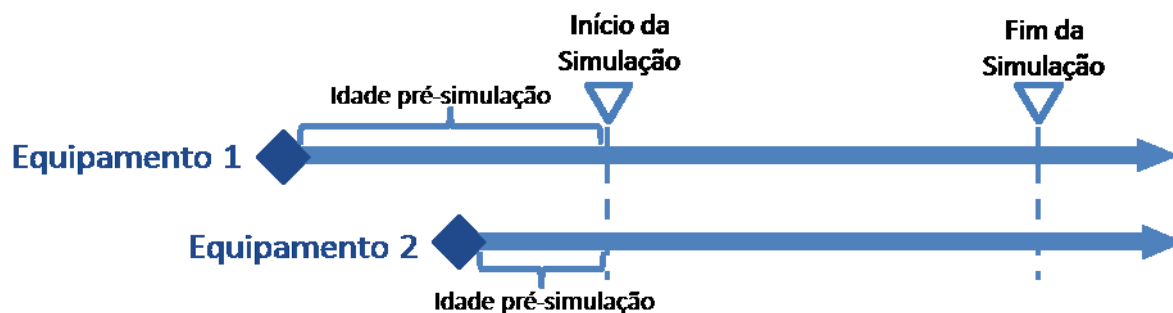 Início da
Simulação
Fim da
Simulação
Idade pré-simulação
Equipamento 1
Equipamento 2
Idade pré-simulação